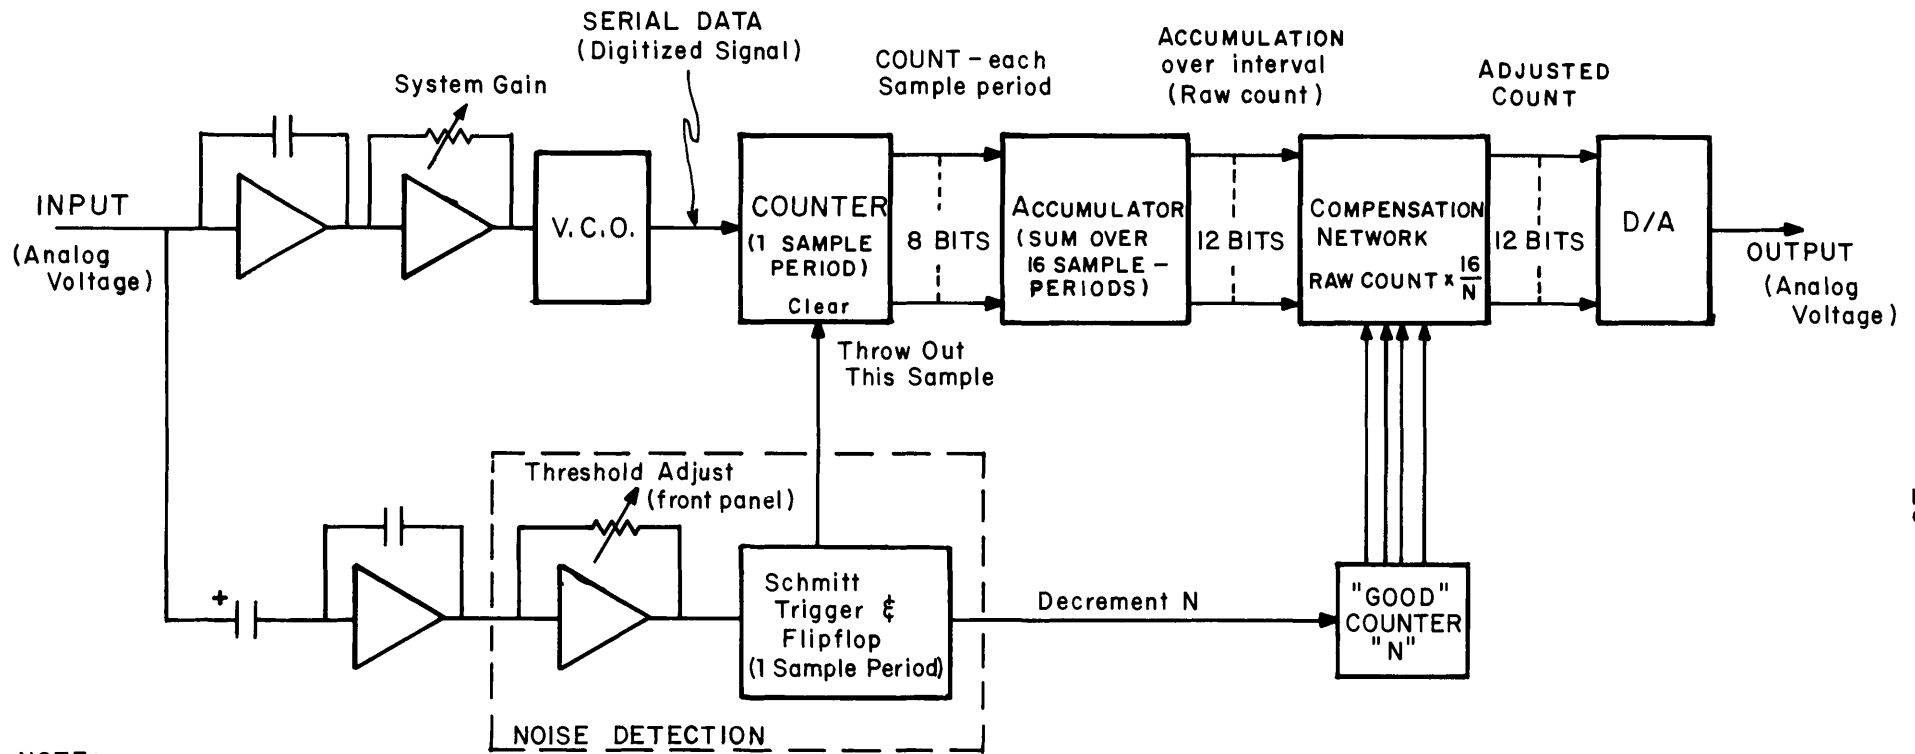 SERIAL DATA
(Digitized Signal)
System Gain
COUNT – each
Sample period
ACCUMULATION
over interval
(Raw count)
ADJUSTED
COUNT
INPUT
(Analog
Voltage)
V.C.O.
COUNTER
(1 SAMPLE
PERIOD)
Clear
8 BITS
ACCUMULATOR
(SUM OVER
16 SAMPLE –
PERIODS)
12 BITS
COMPENSATION
NETWORK
RAW COUNT × 16/N
12 BITS
D/A
OUTPUT
(Analog
Voltage)
Throw Out
This Sample
Threshold Adjust
(front panel)
+
Schmitt
Trigger &
Flipflop
(1 Sample Period)
Decrement N
"GOOD"
COUNTER
"N"
NOISE DETECTION